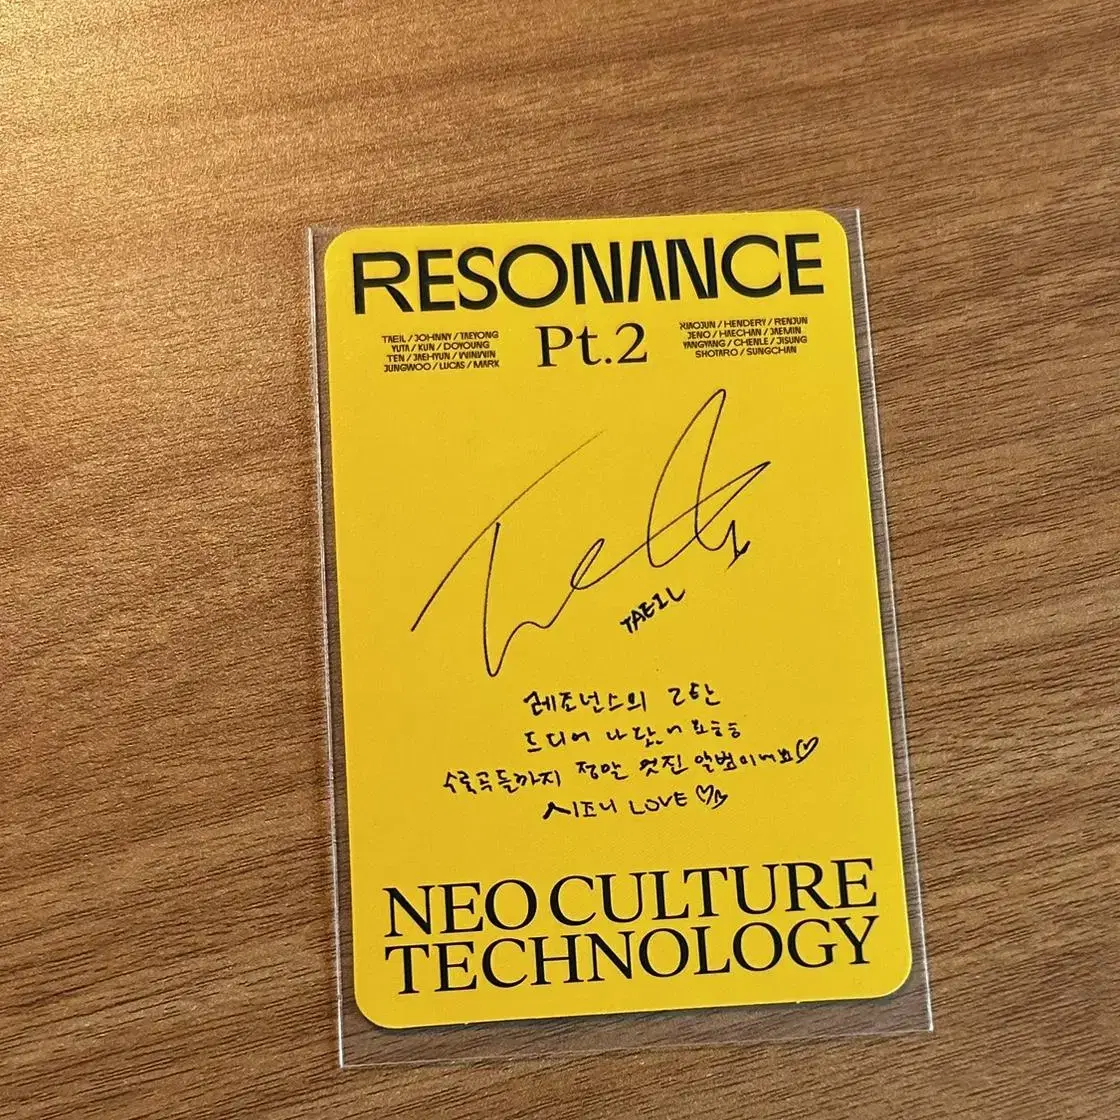 RESONANCE
Pt.2
TAEIL / JOHNNY / TAEYONG
YUTA / KUN / DOYOUNG
TEN / JAEHYUN / WINWIN
JUNGWOO / LUCAS / MARK
XIAOJUN / HENDERY / RENJUN
JENO / HAECHAN / JAEMIN
YANGYANG / CHENLE / JISUNG
SHOTARO / SUNGCHAN
TAEIL
레조넌스의 2탄
드디어 나왔어요ㅎㅎ
수록곡들까지 정말 멋진 앨범이네요♡
시즈니 LOVE ♡
NEO CULTURE
TECHNOLOGY